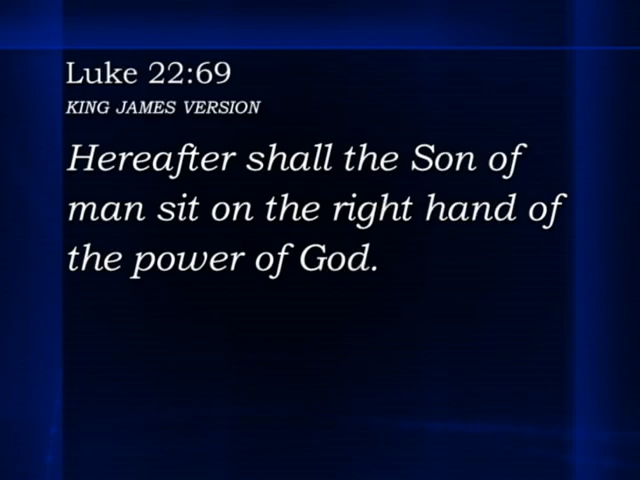 Luke 22:69
KING JAMES VERSION
Hereafter shall the Son of
man sit on the right hand of
the power of God.